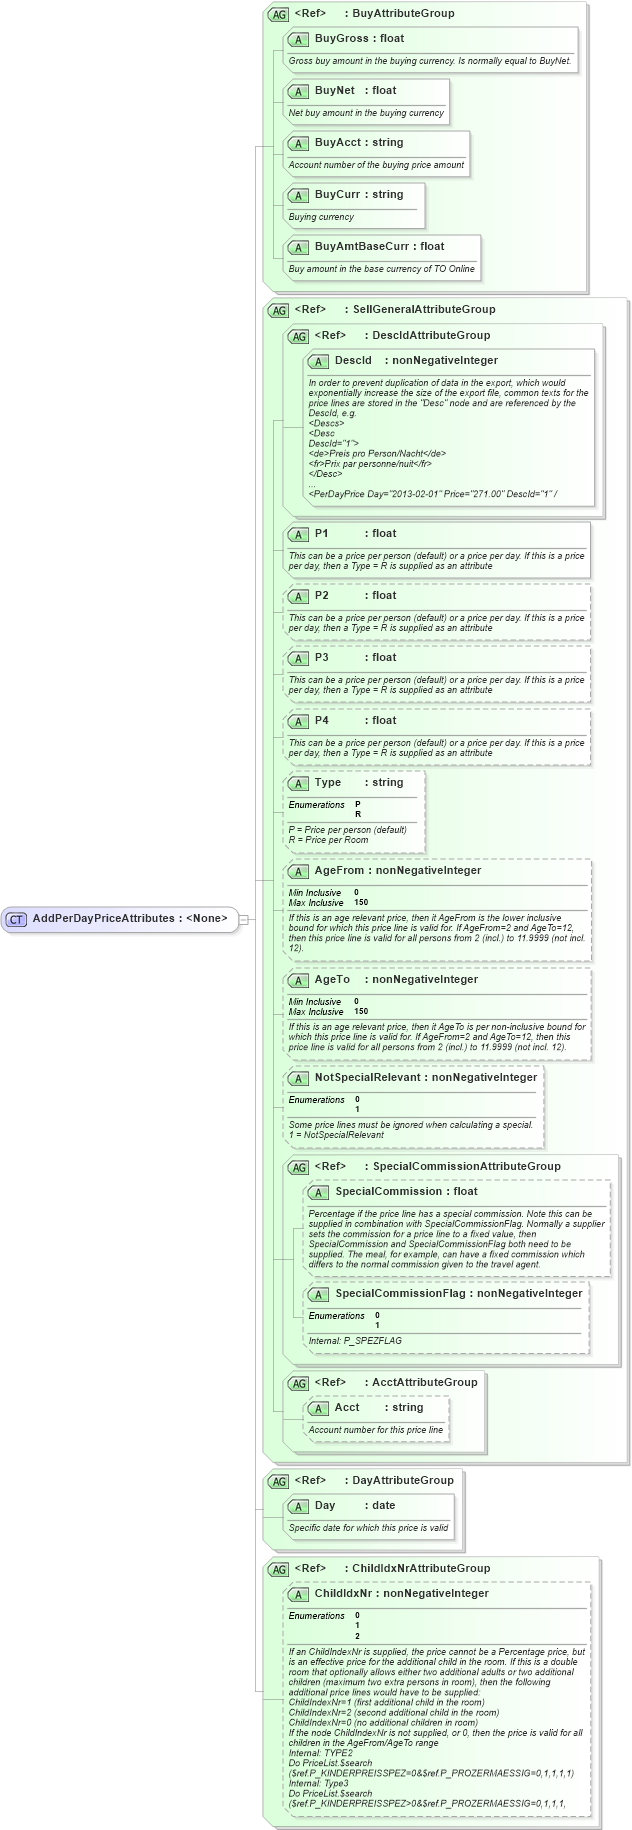 AG <Ref> : BuyAttributeGroup
A BuyGross : float
Gross buy amount in the buying currency. Is normally equal to BuyNet.
A BuyNet : float
Net buy amount in the buying currency
A BuyAcct : string
Account number of the buying price amount
A BuyCurr : string
Buying currency
A BuyAmtBaseCurr : float
Buy amount in the base currency of TO Online
AG <Ref> : SellGeneralAttributeGroup
AG <Ref> : DescIdAttributeGroup
A DescId : nonNegativeInteger
In order to prevent duplication of data in the export, which would
exponentially increase the size of the export file, common texts for the
price lines are stored in the "Desc" node and are referenced by the
DescId, e.g.
<Descs>
<Desc
DescId="1">
<de>Preis pro Person/Nacht</de>
<fr>Prix par personne/nuit</fr>
</Desc>
...
<PerDayPrice Day="2013-02-01" Price="271.00" DescId="1" /
A P1 : float
This can be a price per person (default) or a price per day. If this is a price
per day, then a Type = R is supplied as an attribute
A P2 : float
This can be a price per person (default) or a price per day. If this is a price
per day, then a Type = R is supplied as an attribute
A P3 : float
This can be a price per person (default) or a price per day. If this is a price
per day, then a Type = R is supplied as an attribute
A P4 : float
This can be a price per person (default) or a price per day. If this is a price
per day, then a Type = R is supplied as an attribute
A Type : string
Enumerations P
R
P = Price per person (default)
R = Price per Room
A AgeFrom : nonNegativeInteger
Min Inclusive 0
Max Inclusive 150
If this is an age relevant price, then it AgeFrom is the lower inclusive
bound for which this price line is valid for. If AgeFrom=2 and AgeTo=12,
then this price line is valid for all persons from 2 (incl.) to 11.9999 (not incl.
12).
CT AddPerDayPriceAttributes : <None>
A AgeTo : nonNegativeInteger
Min Inclusive 0
Max Inclusive 150
If this is an age relevant price, then it AgeTo is per non-inclusive bound for
which this price line is valid for. If AgeFrom=2 and AgeTo=12, then this
price line is valid for all persons from 2 (incl.) to 11.9999 (not incl. 12).
A NotSpecialRelevant : nonNegativeInteger
Enumerations 0
1
Some price lines must be ignored when calculating a special.
1 = NotSpecialRelevant
AG <Ref> : SpecialCommissionAttributeGroup
A SpecialCommission : float
Percentage if the price line has a special commission. Note this can be
supplied in combination with SpecialCommissionFlag. Normally a supplier
sets the commission for a price line to a fixed value, then
SpecialCommission and SpecialCommissionFlag both need to be
supplied. The meal, for example, can have a fixed commission which
differs to the normal commission given to the travel agent.
A SpecialCommissionFlag : nonNegativeInteger
Enumerations 0
1
Internal: P_SPEZFLAG
AG <Ref> : AcctAttributeGroup
A Acct : string
Account number for this price line
AG <Ref> : DayAttributeGroup
A Day : date
Specific date for which this price is valid
AG <Ref> : ChildIdxNrAttributeGroup
A ChildIdxNr : nonNegativeInteger
Enumerations 0
1
2
If an ChildIndexNr is supplied, the price cannot be a Percentage price, but
is an effective price for the additional child in the room. If this is a double
room that optionally allows either two additional adults or two additional
children (maximum two extra persons in room), then the following
additional price lines would have to be supplied:
ChildIndexNr=1 (first additional child in the room)
ChildIndexNr=2 (second additional child in the room)
ChildIndexNr=0 (no additional children in room)
If the node ChildIndexNr is not supplied, or 0, then the price is valid for all
children in the AgeFrom/AgeTo range
Internal: TYPE2
Do PriceList.$search
($ref.P_KINDERPREISSPEZ=0&$ref.P_PROZERMAESSIG=0,1,1,1,1)
Internal: Type3
Do PriceList.$search
($ref.P_KINDERPREISSPEZ>0&$ref.P_PROZERMAESSIG=0,1,1,1,